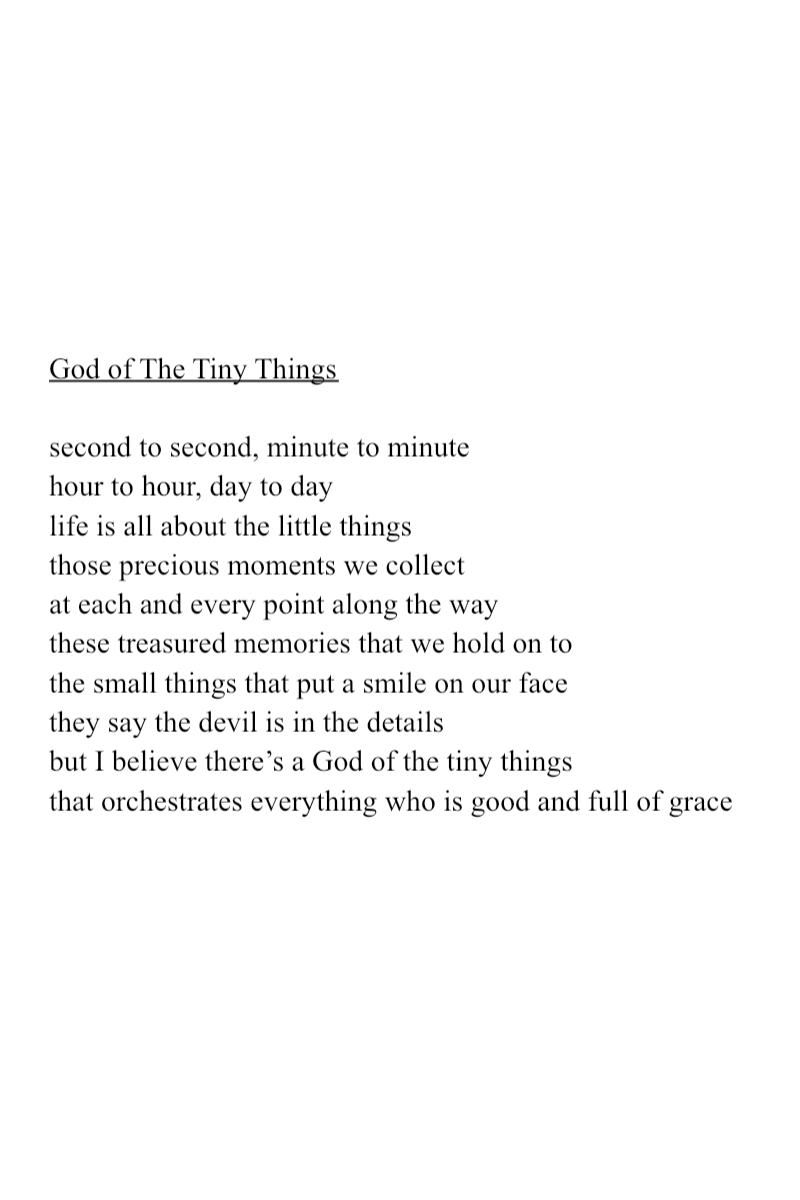 God of The Tiny Things
second to second, minute to minute
hour to hour, day to day
life is all about the little things
those precious moments we collect
at each and every point along the way
these treasured memories that we hold on to
the small things that put a smile on our face
they say the devil is in the details
but I believe there’s a God of the tiny things
that orchestrates everything who is good and full of grace